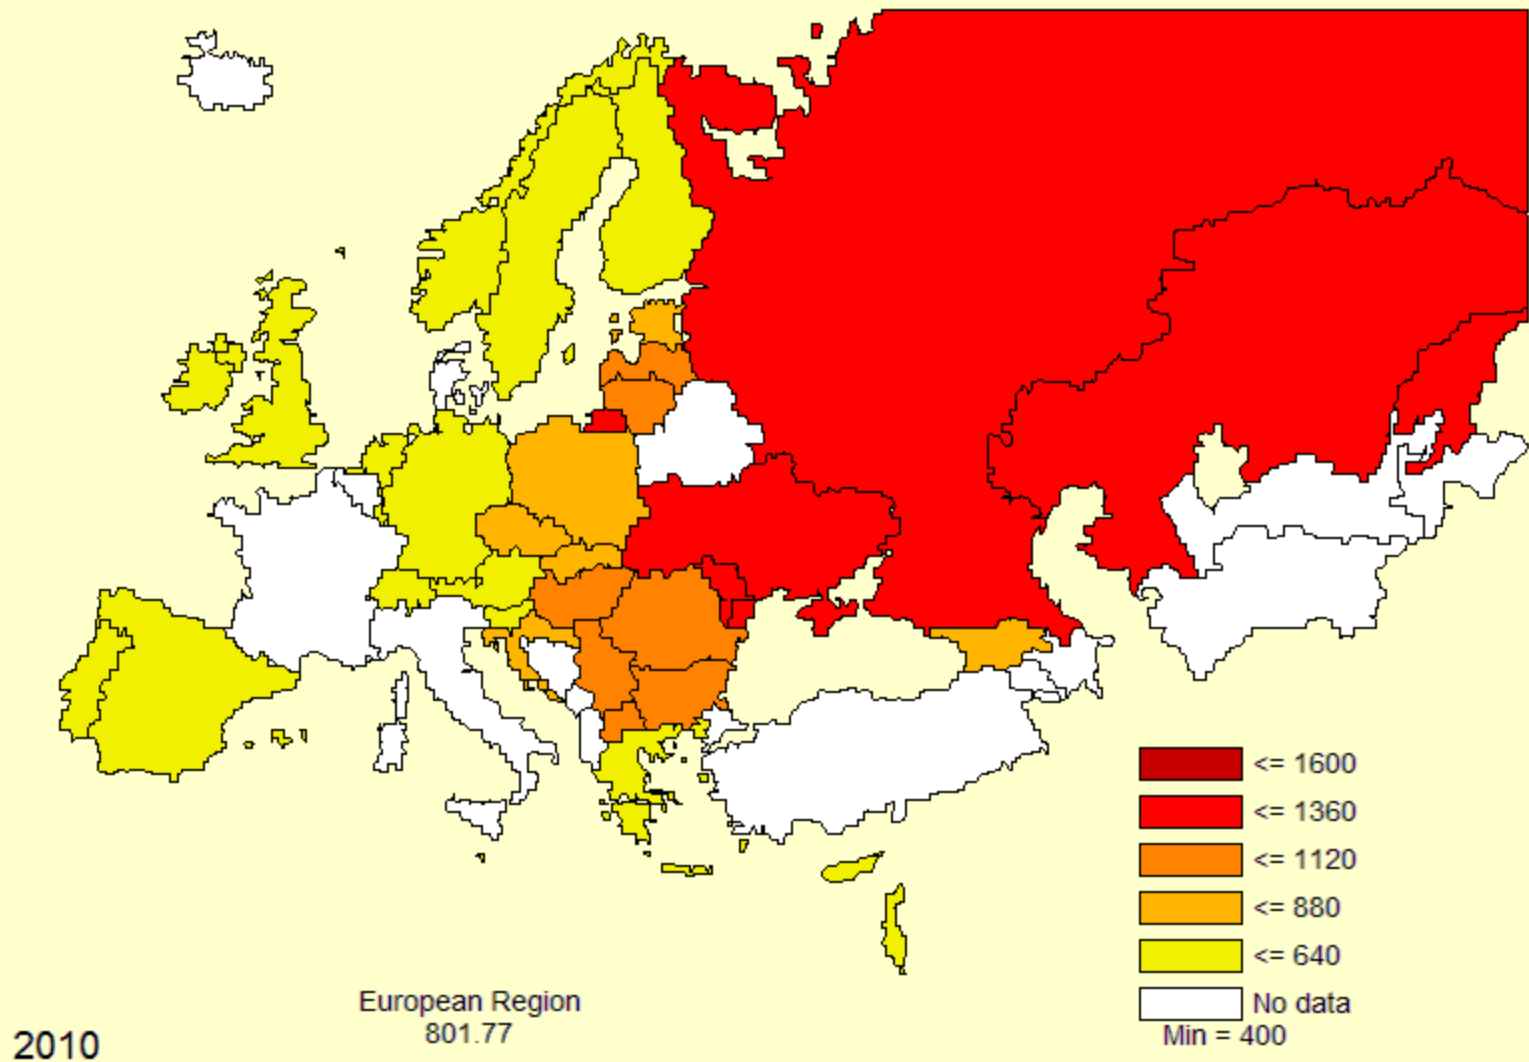 <= 1600
<= 1360
<= 1120
<= 880
<= 640
No data
Min = 400
European Region
801.77
2010